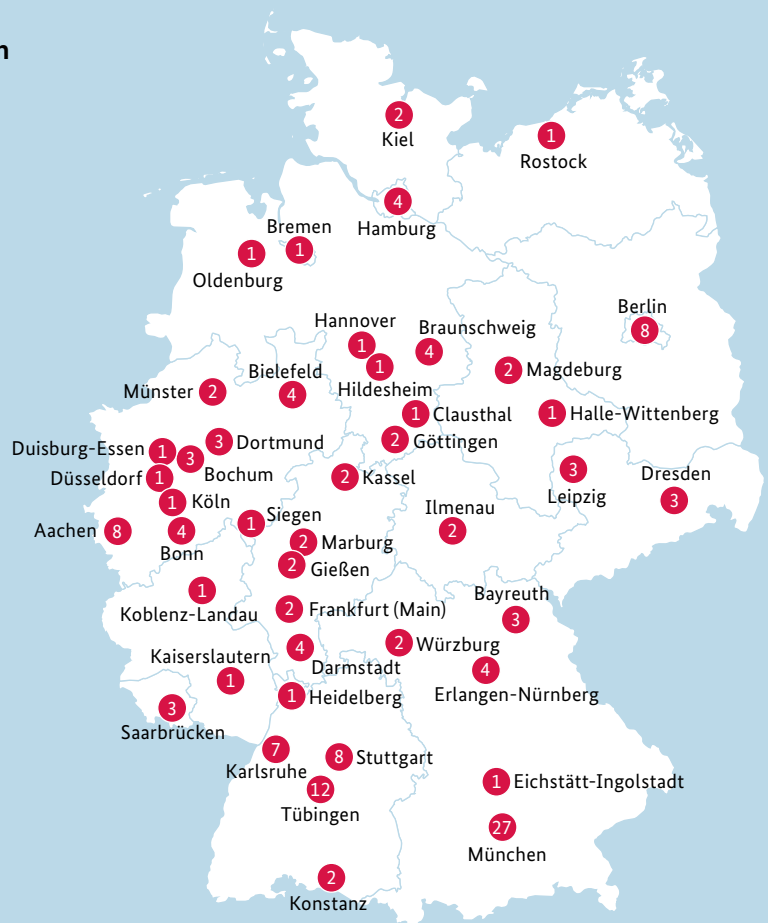 n
2
Kiel
1
Rostock
4
Hamburg
Bremen
1
1
Oldenburg
Berlin
8
Hannover
1
Braunschweig
4
1
Hildesheim
2 Magdeburg
Bielefeld
4
Münster 2
1 Clausthal
1 Halle-Wittenberg
2 Göttingen
3 Dortmund
Duisburg-Essen 1
3
Bochum
Düsseldorf 1
2 Kassel
3
Leipzig
Dresden
3
1 Köln
Siegen
1
Ilmenau
2
Aachen 8
4
Bonn
2 Marburg
2 Gießen
1
Koblenz-Landau
2 Frankfurt (Main)
Bayreuth
3
2 Würzburg
4
Darmstadt
Kaiserslautern
1
4
Erlangen-Nürnberg
1 Heidelberg
3
Saarbrücken
7
Karlsruhe
8 Stuttgart
12
Tübingen
1 Eichstätt-Ingolstadt
27
München
2
Konstanz